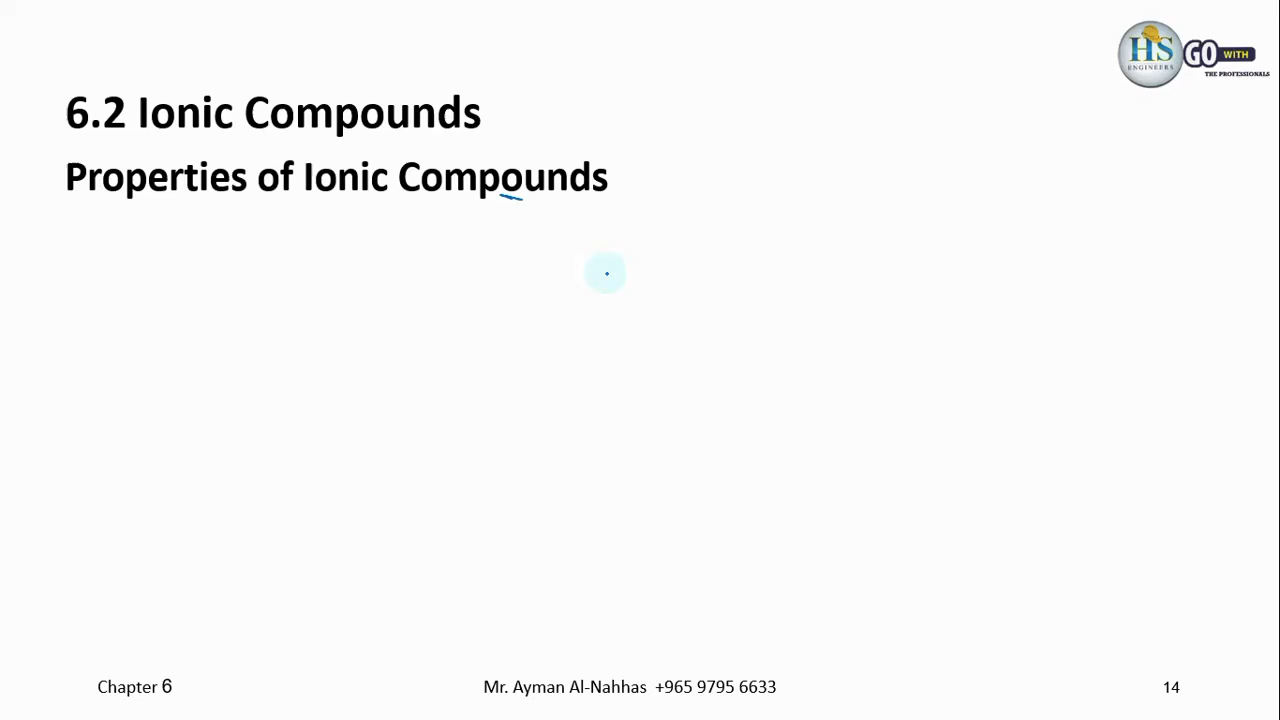 HS
ENGINEERS
GO WITH
THE PROFESSIONALS
6.2 Ionic Compounds
Properties of Ionic Compounds
Chapter 6
Mr. Ayman Al-Nahhas +965 9795 6633
14